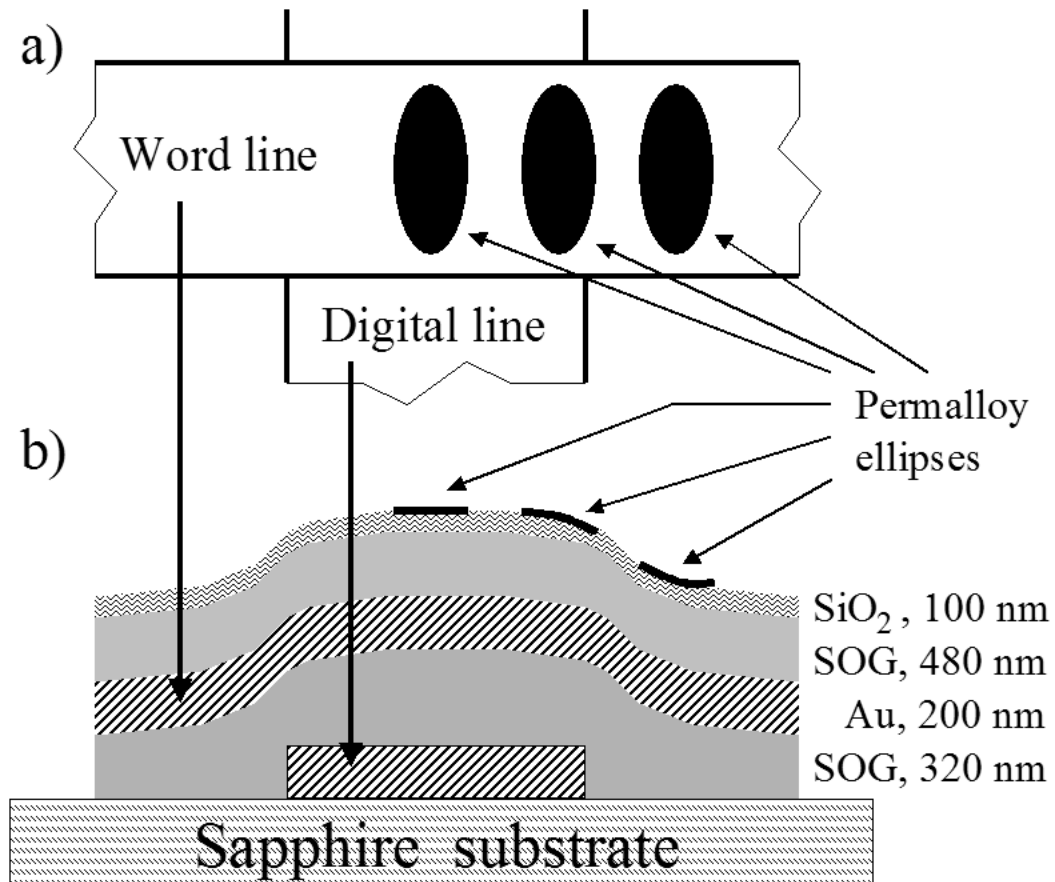 a)
Word line
Digital line
Permalloy
ellipses
b)
SiO₂ , 100 nm
SOG, 480 nm
Au, 200 nm
SOG, 320 nm
Sapphire substrate